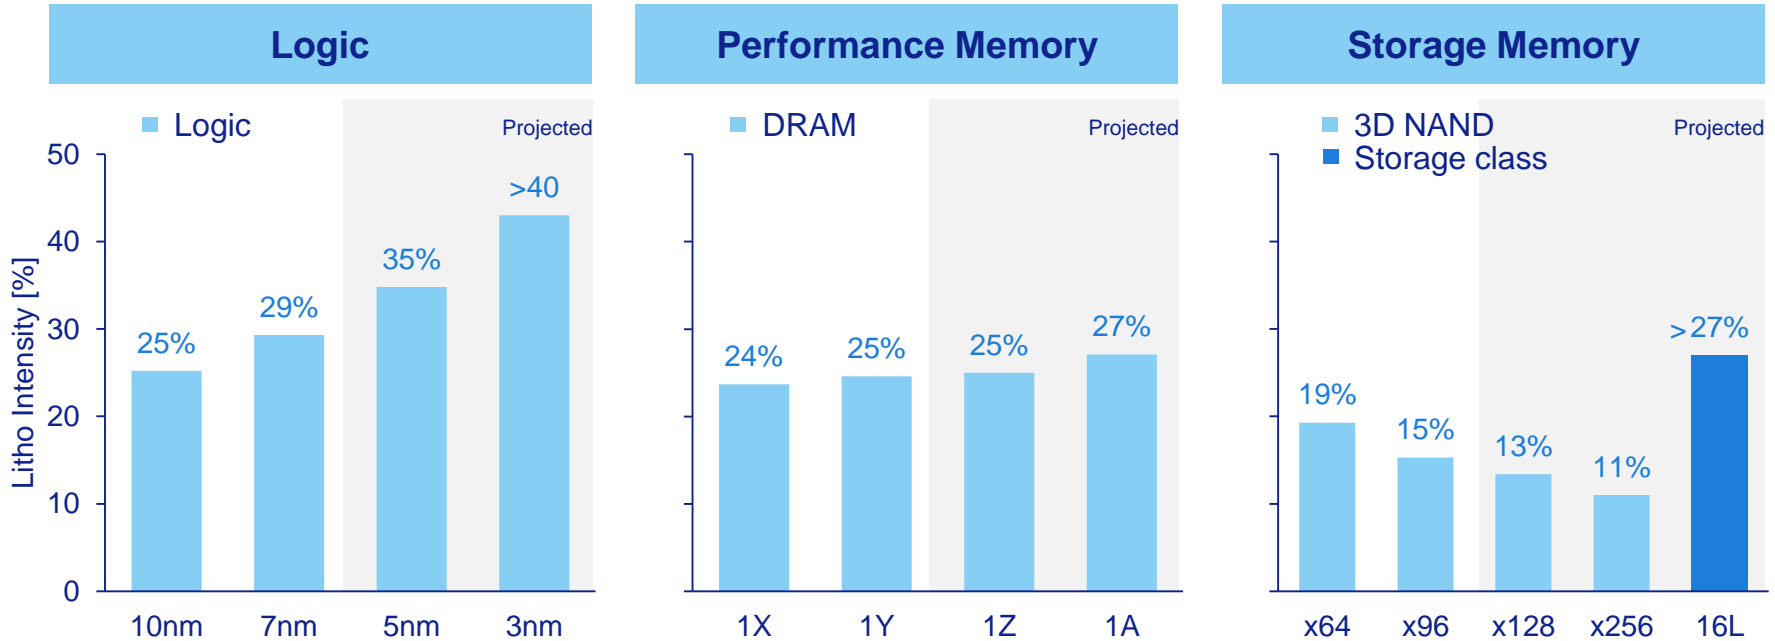 Logic
Performance Memory
Storage Memory
Logic
Projected
Litho Intensity [%]
50
40
30
20
10
0
25%
29%
35%
>40
10nm
7nm
5nm
3nm
DRAM
Projected
24%
25%
25%
27%
1X
1Y
1Z
1A
3D NAND
Storage class
Projected
19%
15%
13%
11%
>27%
x64
x96
x128
x256
16L